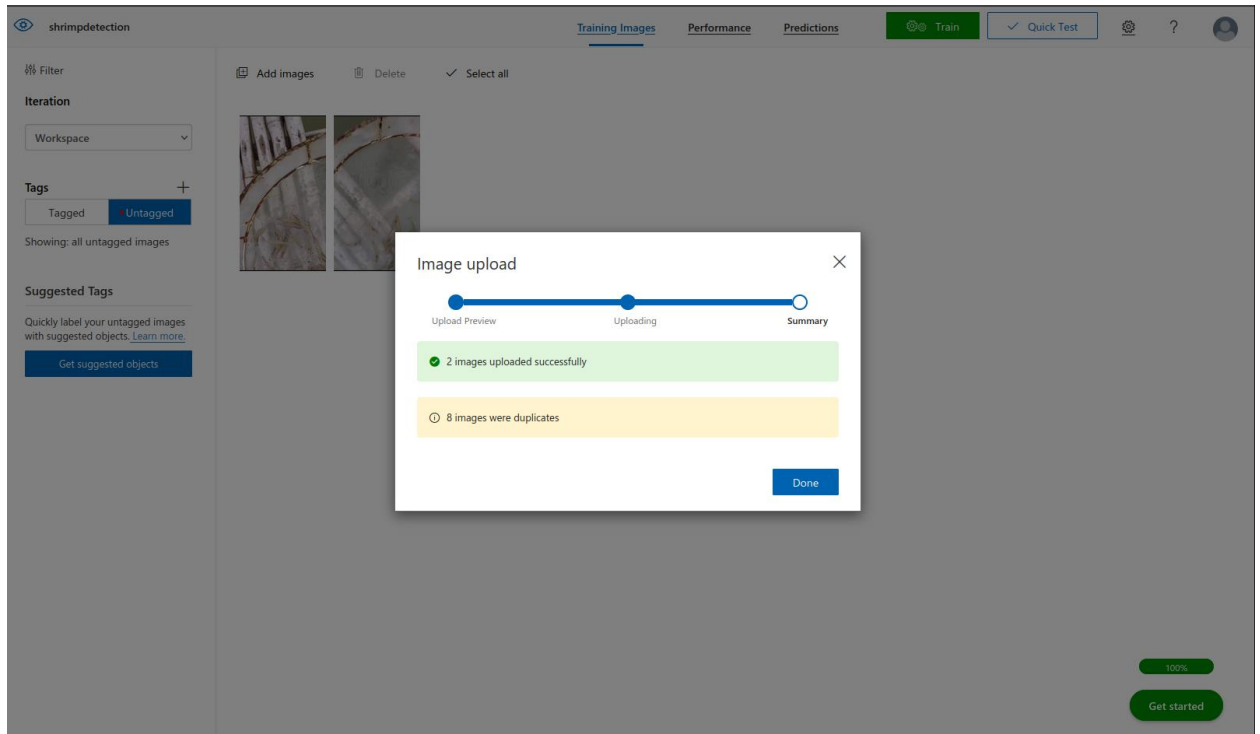 shrimpdetection
Training Images
Performance
Predictions
Train
Quick Test
?
Filter
Iteration
Workspace
Tags
Tagged
Untagged
Showing: all untagged images
Suggested Tags
Quickly label your untagged images
with suggested objects. Learn more.
Get suggested objects
Add images
Delete
Select all
Image upload
Upload Preview
Uploading
Summary
2 images uploaded successfully
8 images were duplicates
Done
100%
Get started